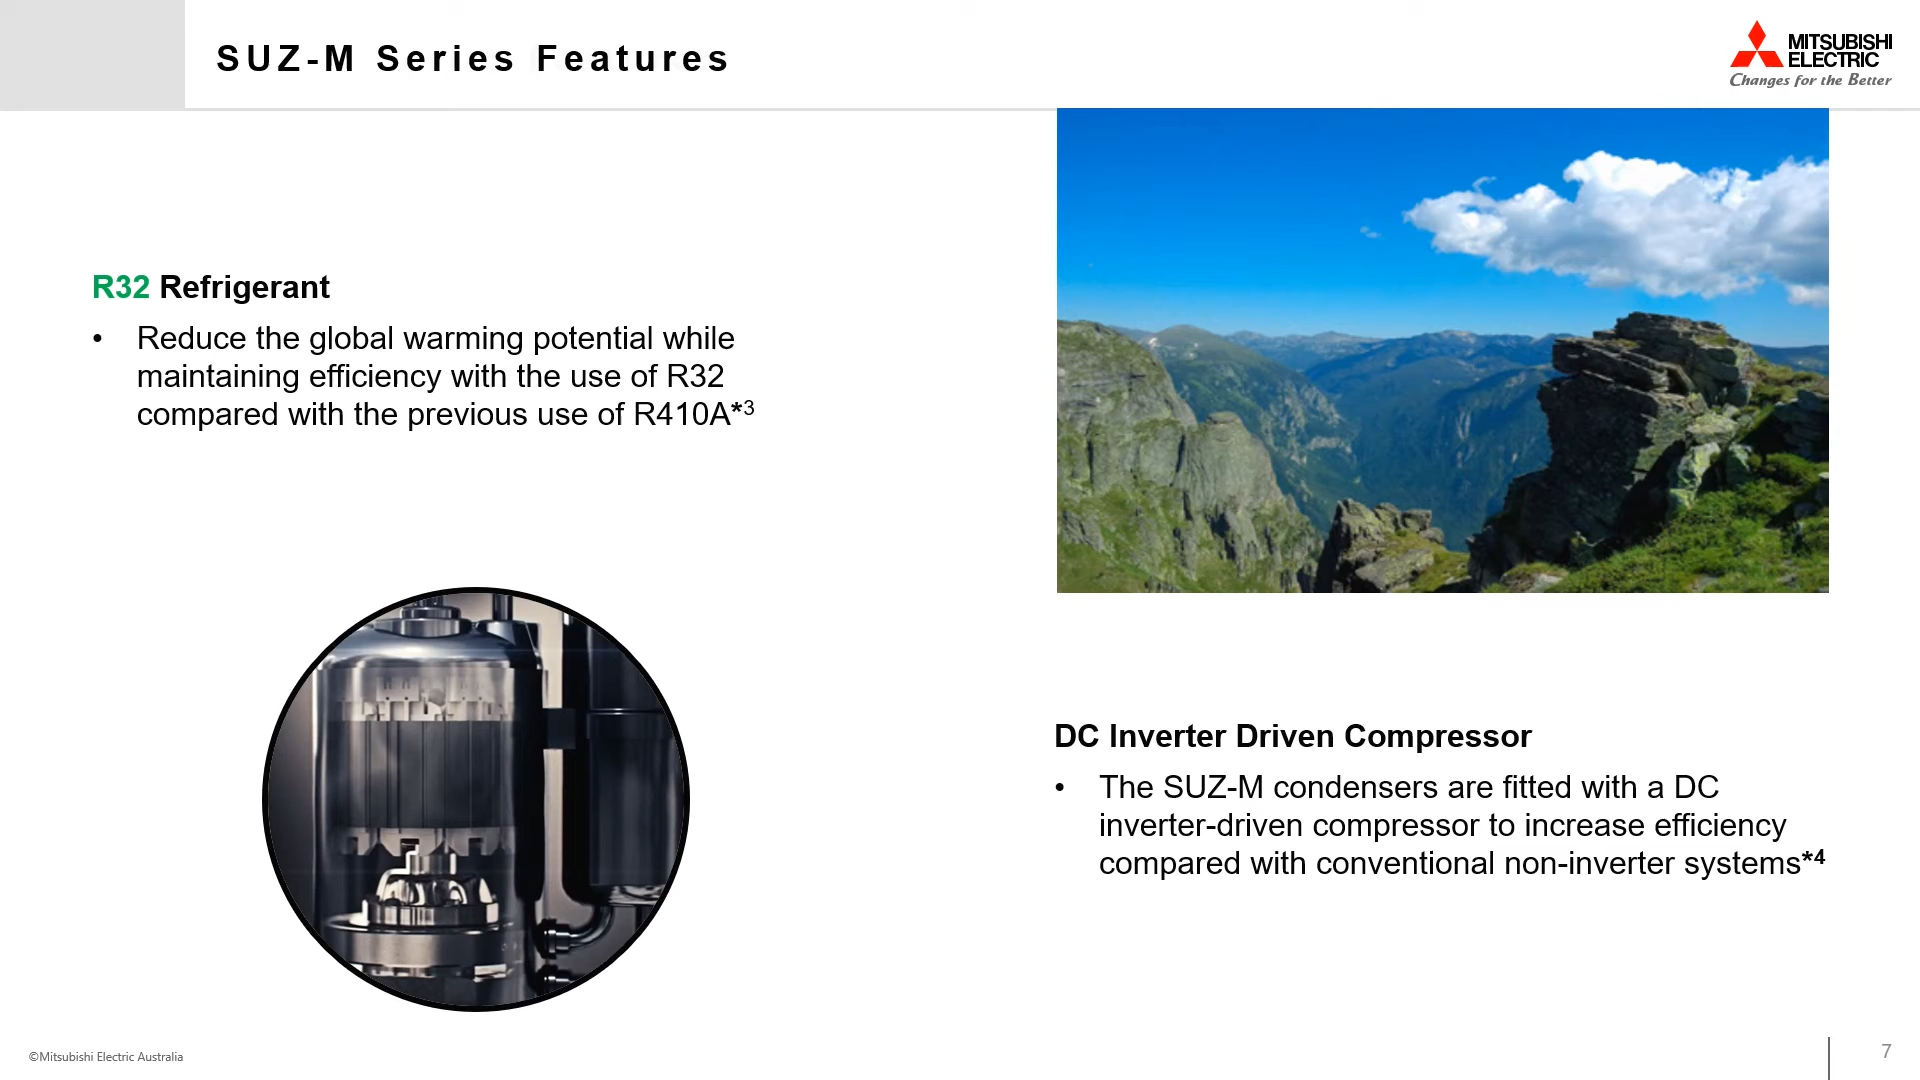 SUZ-M Series Features
MITSUBISHI
ELECTRIC
Changes for the Better
R32 Refrigerant
• Reduce the global warming potential while
maintaining efficiency with the use of R32
compared with the previous use of R410A*3
DC Inverter Driven Compressor
• The SUZ-M condensers are fitted with a DC
inverter-driven compressor to increase efficiency
compared with conventional non-inverter systems*4
©Mitsubishi Electric Australia
7